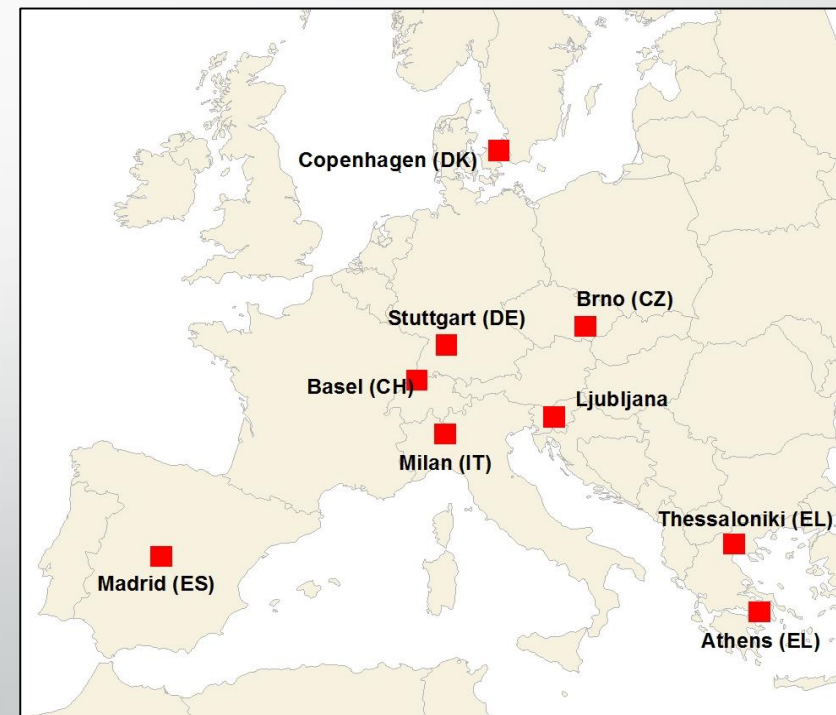 Copenhagen (DK)
Brno (CZ)
Stuttgart (DE)
Basel (CH)
Ljubljana
Milan (IT)
Thessaloniki (EL)
Madrid (ES)
Athens (EL)